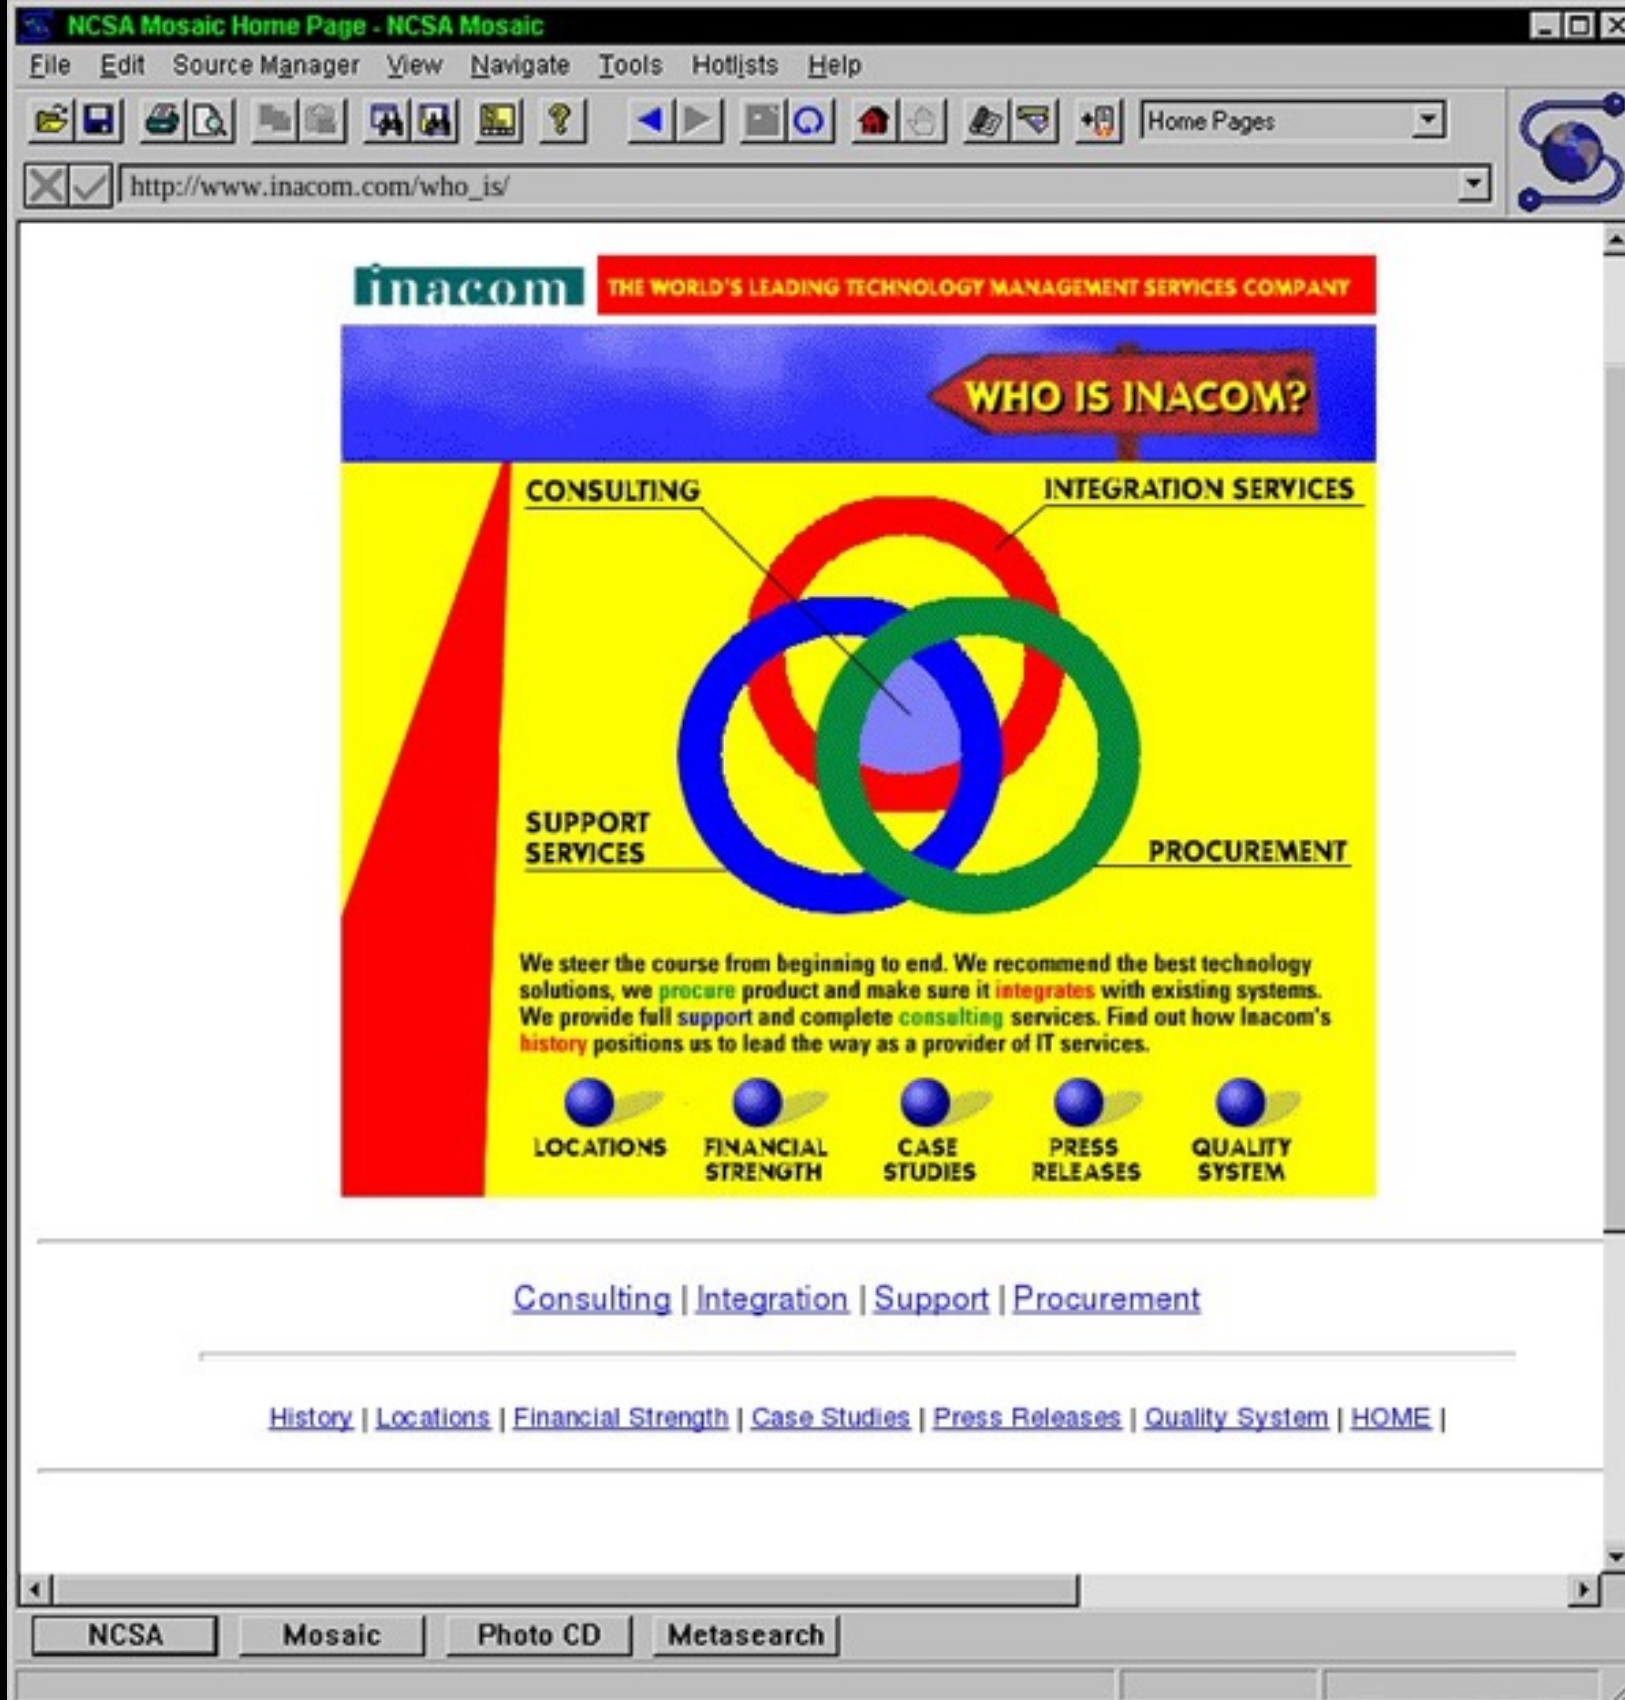 NCSA Mosaic Home Page - NCSA Mosaic
File Edit Source Manager View Navigate Tools Hotlists Help
Home Pages
http://www.inacom.com/who_is/
inacom THE WORLD'S LEADING TECHNOLOGY MANAGEMENT SERVICES COMPANY
WHO IS INACOM?
CONSULTING
INTEGRATION SERVICES
SUPPORT
SERVICES
PROCUREMENT
We steer the course from beginning to end. We recommend the best technology
solutions, we procure product and make sure it integrates with existing systems.
We provide full support and complete consulting services. Find out how Inacom's
history positions us to lead the way as a provider of IT services.
LOCATIONS
FINANCIAL
STRENGTH
CASE
STUDIES
PRESS
RELEASES
QUALITY
SYSTEM
Consulting | Integration | Support | Procurement
History | Locations | Financial Strength | Case Studies | Press Releases | Quality System | HOME |
NCSA Mosaic Photo CD Metasearch